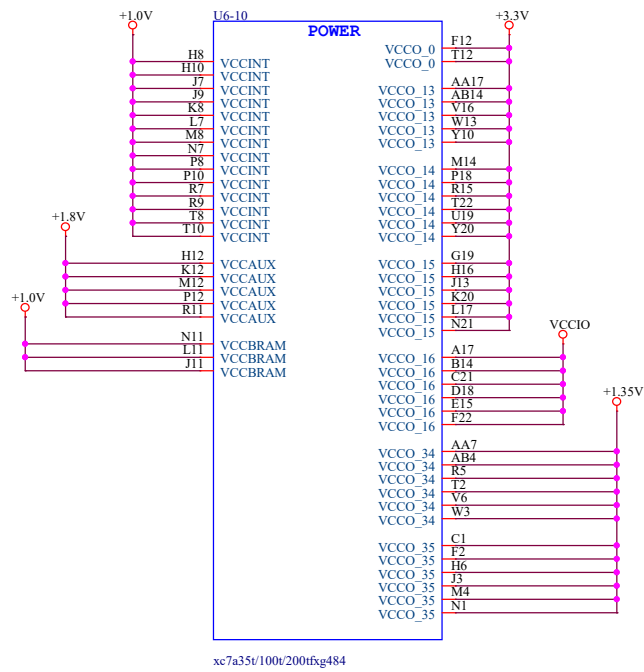 +1.0V
U6-10
POWER
+3.3V
H8 VCCINT
H10 VCCINT
J7 VCCINT
J9 VCCINT
K8 VCCINT
L7 VCCINT
M8 VCCINT
N7 VCCINT
P8 VCCINT
P10 VCCINT
R7 VCCINT
R9 VCCINT
T8 VCCINT
T10 VCCINT
+1.8V
H12 VCCAUX
K12 VCCAUX
M12 VCCAUX
P12 VCCAUX
R11 VCCAUX
+1.0V
N11 VCCBRAM
L11 VCCBRAM
J11 VCCBRAM
VCCO_0 F12
VCCO_0 T12
VCCO_13 AA17
VCCO_13 AB14
VCCO_13 V16
VCCO_13 W13
VCCO_13 Y10
VCCO_14 M14
VCCO_14 P18
VCCO_14 R15
VCCO_14 T22
VCCO_14 U19
VCCO_14 Y20
VCCO_15 G19
VCCO_15 H16
VCCO_15 J13
VCCO_15 K20
VCCO_15 L17
VCCO_15 N21
VCCIO
VCCO_16 A17
VCCO_16 B14
VCCO_16 C21
VCCO_16 D18
VCCO_16 E15
VCCO_16 F22
+1.35V
VCCO_34 AA7
VCCO_34 AB4
VCCO_34 R5
VCCO_34 T2
VCCO_34 V6
VCCO_34 W3
VCCO_35 C1
VCCO_35 F2
VCCO_35 H6
VCCO_35 J3
VCCO_35 M4
VCCO_35 N1
xc7a35t/100t/200tfxg484